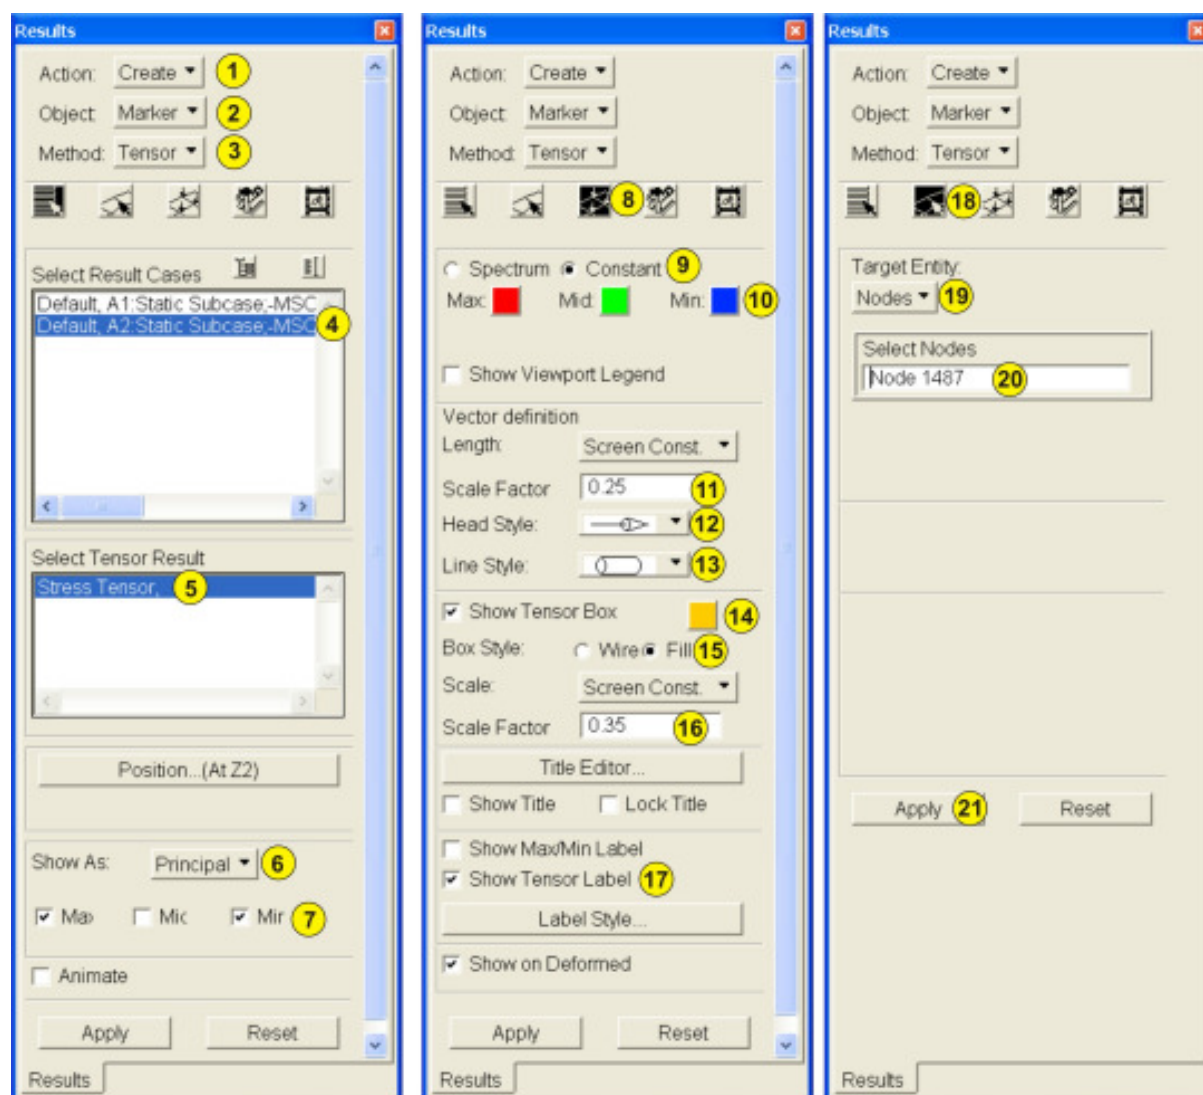 Results
Action: Create 1
Object: Marker 2
Method: Tensor 3
Select Result Cases
Default, A1:Static Subcase;-MSC
Default, A2:Static Subcase;-MSC 4
Select Tensor Result
Stress Tensor, 5
Position...(At Z2)
Show As: Principal 6
Max Mid Mir 7
Animate
Apply Reset
Results
Results
Action: Create
Object: Marker
Method: Tensor
8
Spectrum Constant 9
Max: Mid: Min: 10
Show Viewport Legend
Vector definition
Length: Screen Const.
Scale Factor 0.25 11
Head Style: 12
Line Style: 13
Show Tensor Box 14
Box Style: Wire Fill 15
Scale: Screen Const.
Scale Factor 0.35 16
Title Editor...
Show Title Lock Title
Show Max/Min Label
Show Tensor Label 17
Label Style...
Show on Deformed
Apply Reset
Results
Results
Action: Create
Object: Marker
Method: Tensor
18
Target Entity:
Nodes 19
Select Nodes
Node 1487 20
Apply 21 Reset
Results